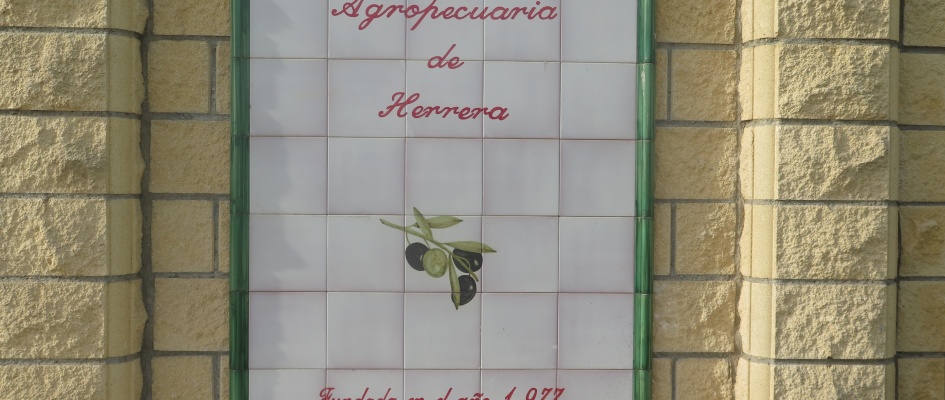 Agropecuaria
de
Herrera
Fundada en el año 1.977